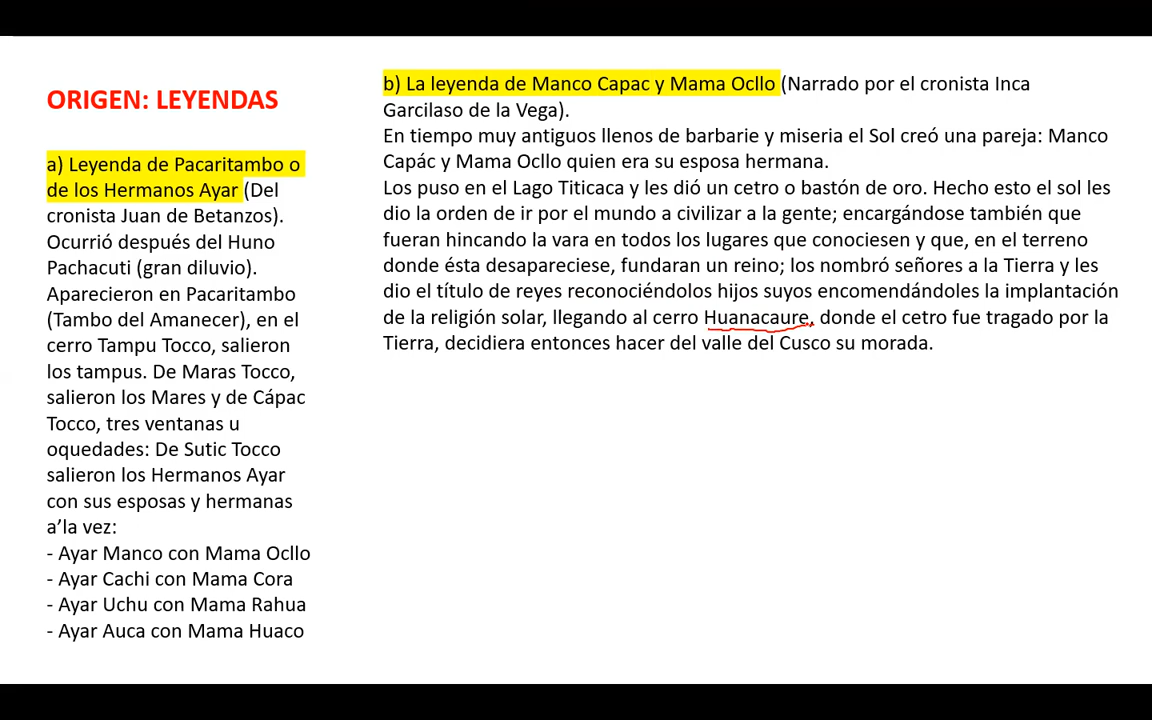 ORIGEN: LEYENDAS
a) Leyenda de Pacaritambo o
de los Hermanos Ayar (Del
cronista Juan de Betanzos).
Ocurrió después del Huno
Pachacuti (gran diluvio).
Aparecieron en Pacaritambo
(Tambo del Amanecer), en el
cerro Tampu Tocco, salieron
los tampus. De Maras Tocco,
salieron los Mares y de Cápac
Tocco, tres ventanas u
oquedades: De Sutic Tocco
salieron los Hermanos Ayar
con sus esposas y hermanas
a’la vez:
- Ayar Manco con Mama Ocllo
- Ayar Cachi con Mama Cora
- Ayar Uchu con Mama Rahua
- Ayar Auca con Mama Huaco
b) La leyenda de Manco Capac y Mama Ocllo (Narrado por el cronista Inca
Garcilaso de la Vega).
En tiempo muy antiguos llenos de barbarie y miseria el Sol creó una pareja: Manco
Capác y Mama Ocllo quien era su esposa hermana.
Los puso en el Lago Titicaca y les dió un cetro o bastón de oro. Hecho esto el sol les
dio la orden de ir por el mundo a civilizar a la gente; encargándose también que
fueran hincando la vara en todos los lugares que conociesen y que, en el terreno
donde ésta desapareciese, fundaran un reino; los nombró señores a la Tierra y les
dio el título de reyes reconociéndolos hijos suyos encomendándoles la implantación
de la religión solar, llegando al cerro Huanacaure, donde el cetro fue tragado por la
Tierra, decidiera entonces hacer del valle del Cusco su morada.